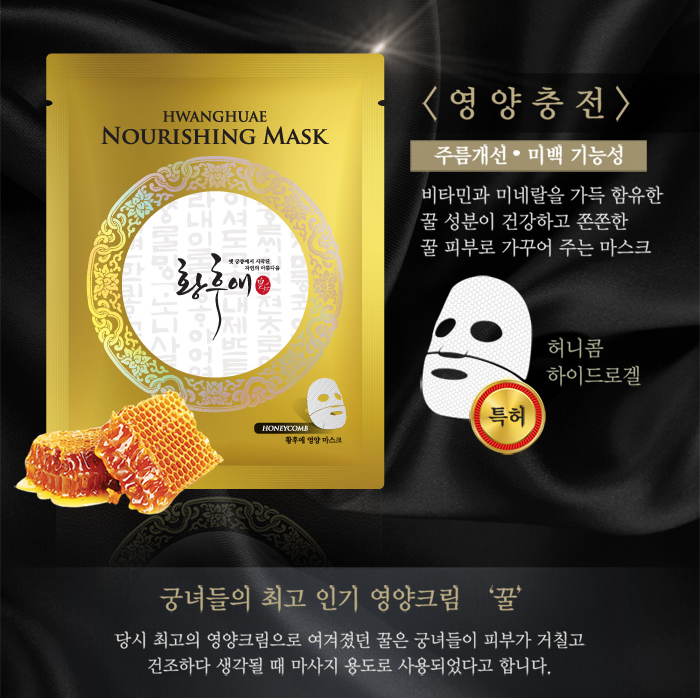 HWANGHUAE
NOURISHING MASK
옛 궁중에서 시작된
자연의 아름다움
황후애
HONEYCOMB
황후애 영양 마스크
〈영양충전〉
주름개선 • 미백 기능성
비타민과 미네랄을 가득 함유한
꿀 성분이 건강하고 쫀쫀한
꿀 피부로 가꾸어 주는 마스크
허니콤
하이드로겔
특허
궁녀들의 최고 인기 영양크림 ‘꿀’
당시 최고의 영양크림으로 여겨졌던 꿀은 궁녀들이 피부가 거칠고
건조하다 생각될 때 마사지 용도로 사용되었다고 합니다.